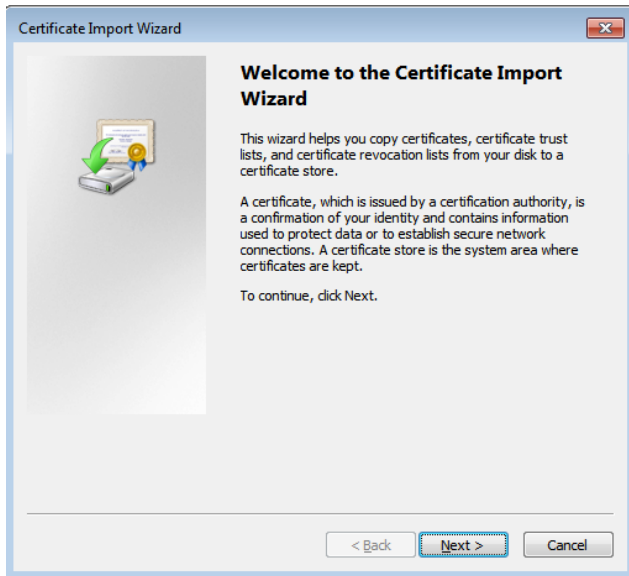 Certificate Import Wizard
Welcome to the Certificate Import
Wizard
This wizard helps you copy certificates, certificate trust
lists, and certificate revocation lists from your disk to a
certificate store.
A certificate, which is issued by a certification authority, is
a confirmation of your identity and contains information
used to protect data or to establish secure network
connections. A certificate store is the system area where
certificates are kept.
To continue, click Next.
< Back Next > Cancel